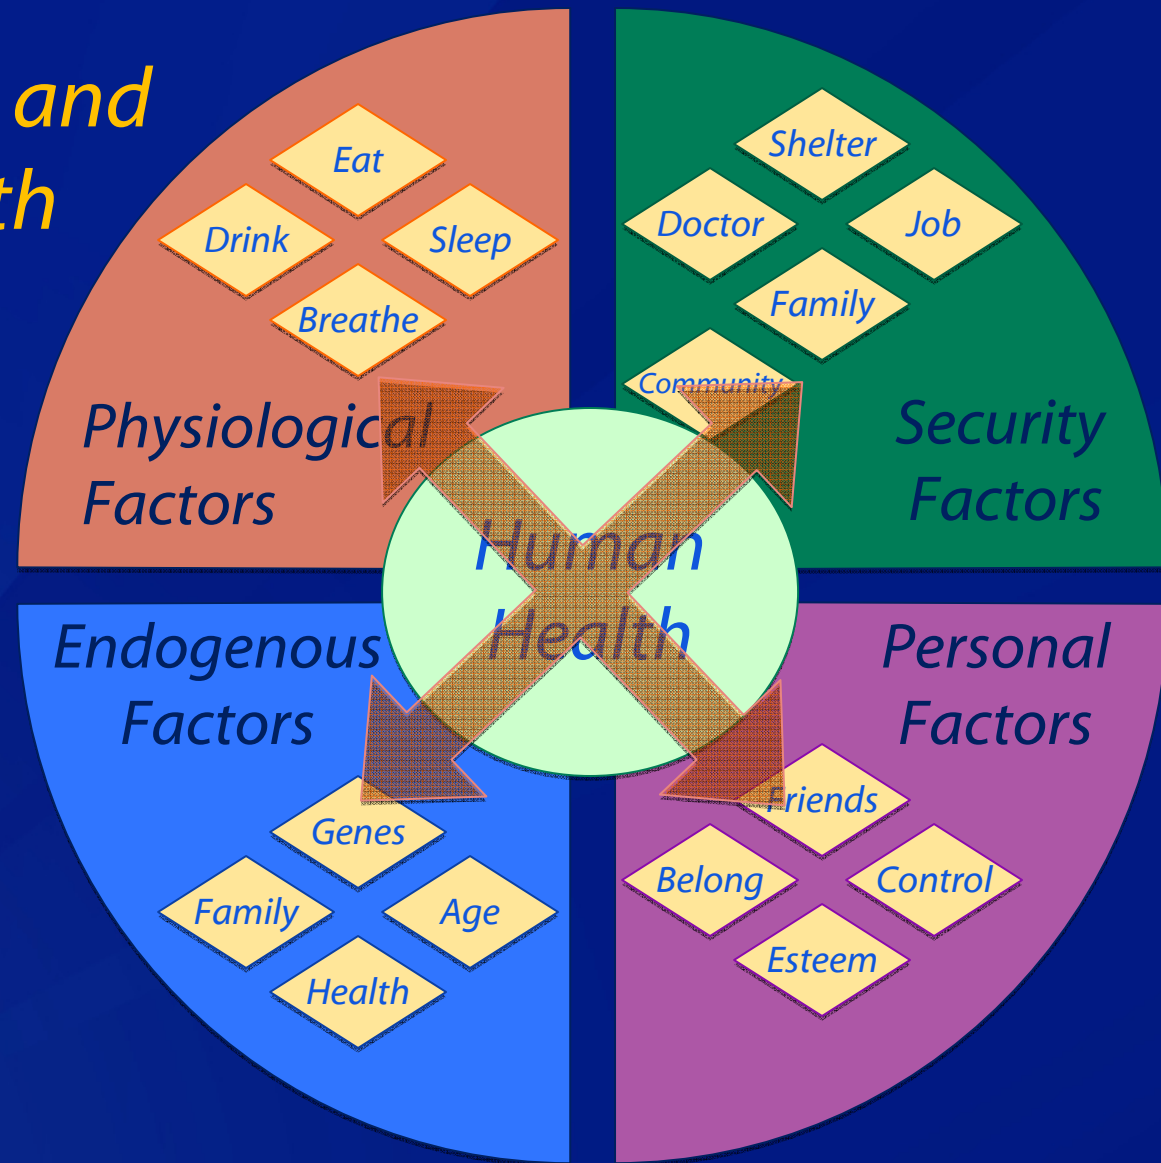 and
th
Eat
Drink
Sleep
Breathe
Physiological
Factors
Shelter
Doctor
Job
Family
Community
Security
Factors
Human
Health
Endogenous
Factors
Genes
Family
Age
Health
Personal
Factors
Friends
Belong
Control
Esteem